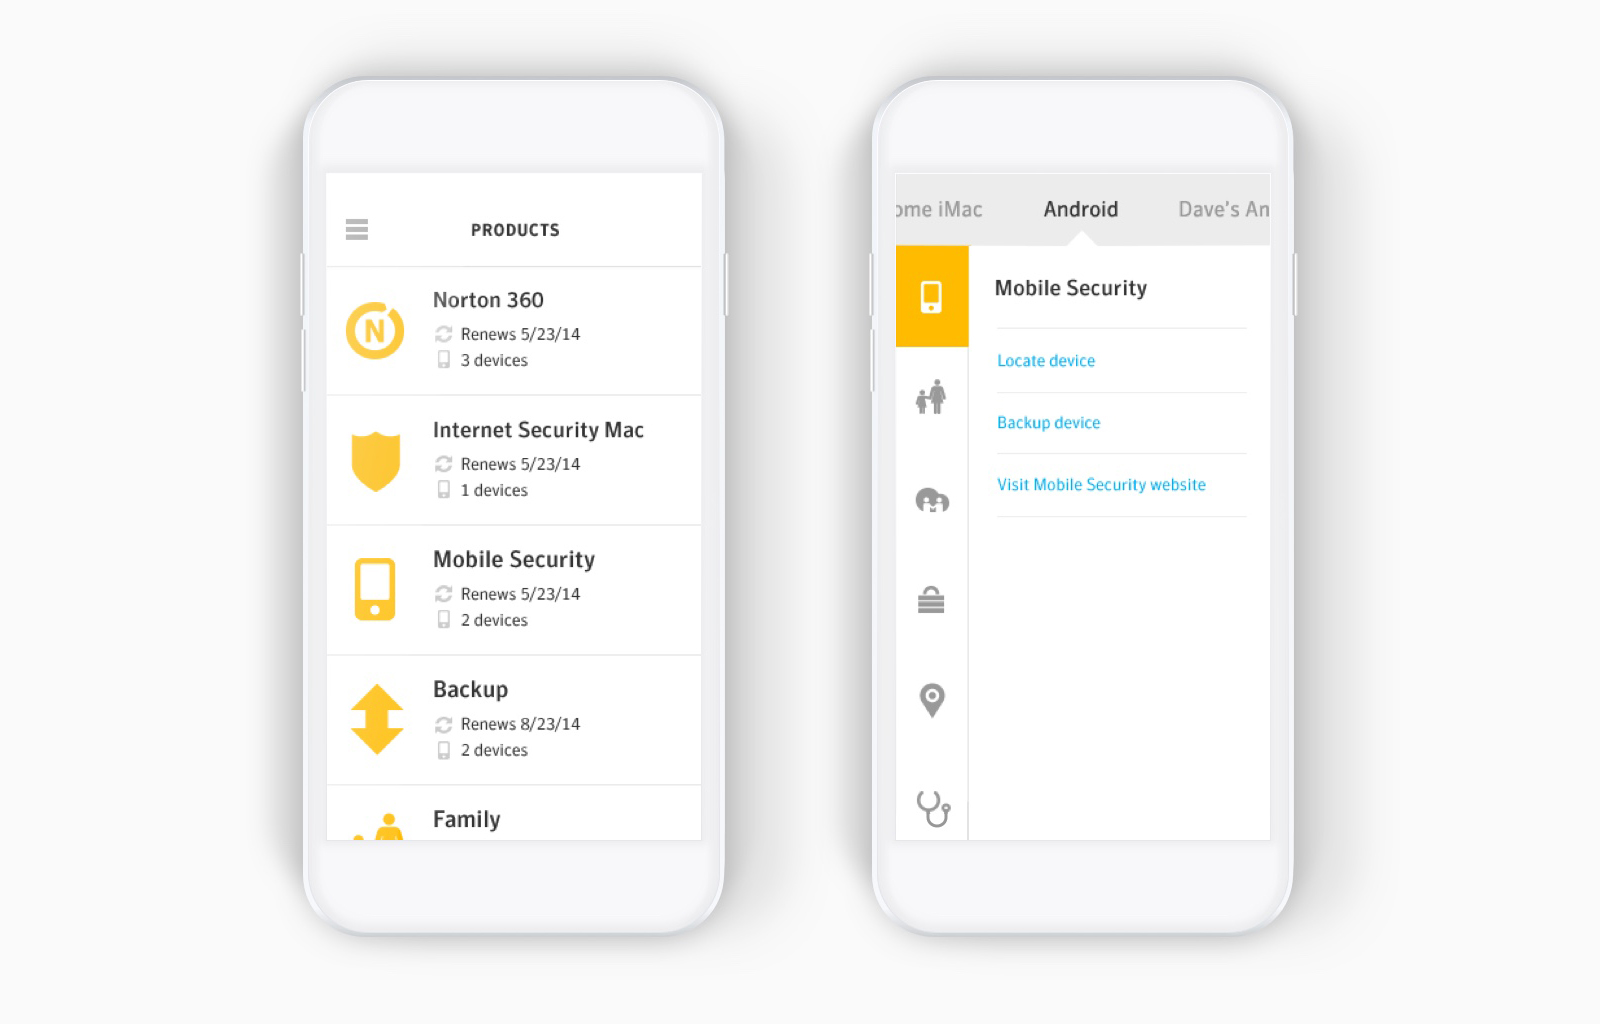 PRODUCTS
N
Norton 360
Renews 5/23/14
3 devices
Internet Security Mac
Renews 5/23/14
1 devices
Mobile Security
Renews 5/23/14
2 devices
Backup
Renews 8/23/14
2 devices
Family
ome iMac
Android
Dave's An
Mobile Security
Locate device
Backup device
Visit Mobile Security website